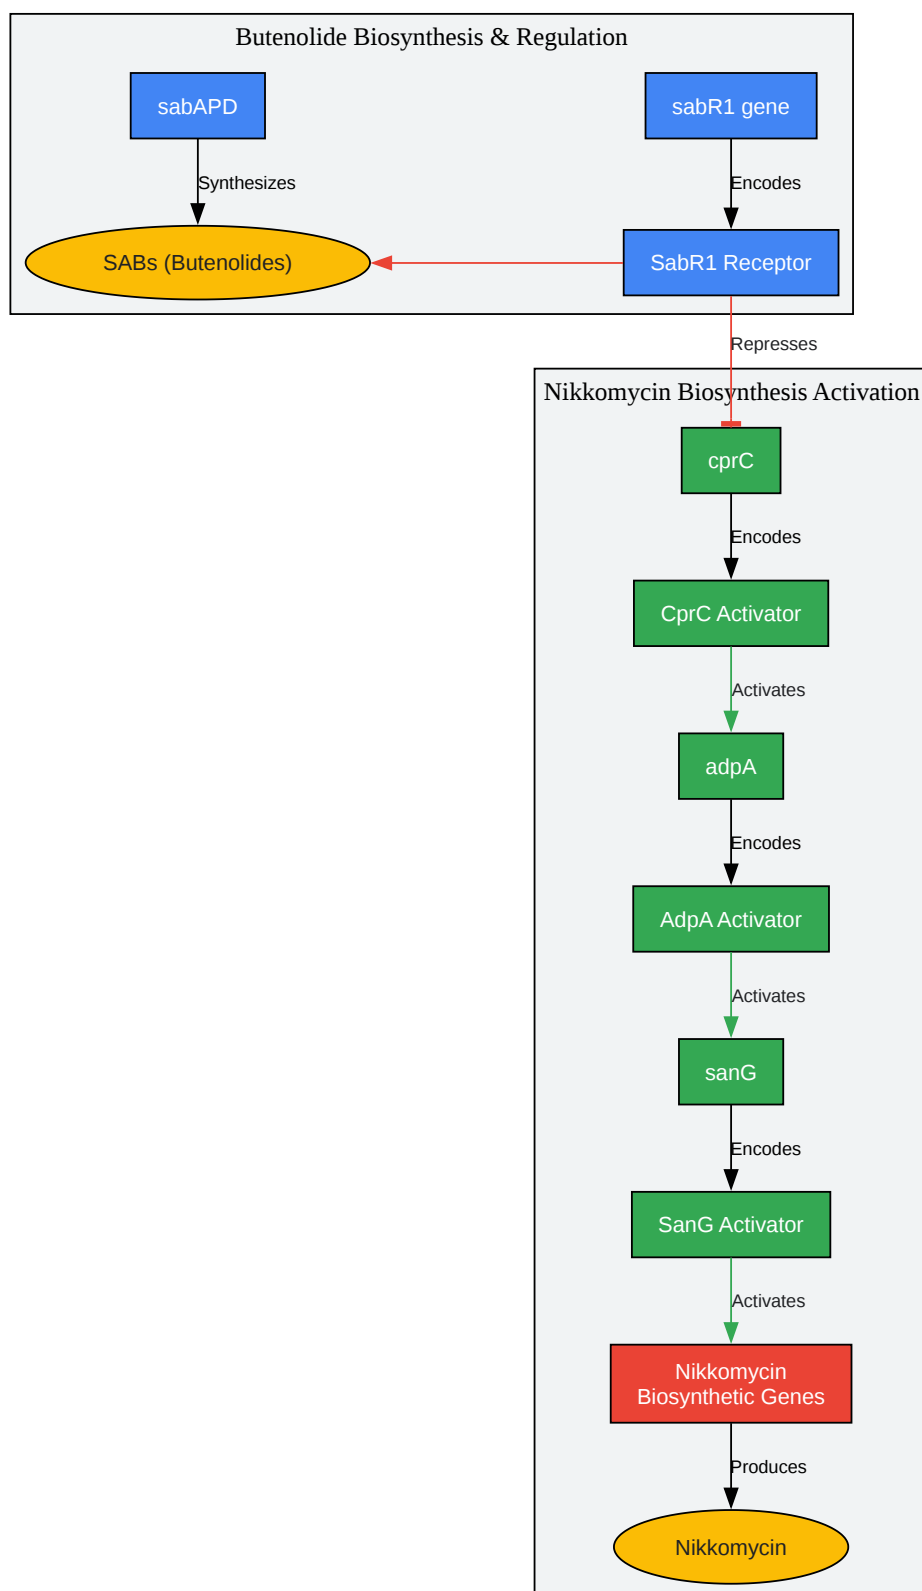 Butenolide Biosynthesis & Regulation
sabAPD
sabR1 gene
Synthesizes
Encodes
SABs (Butenolides)
SabR1 Receptor
Represses
Nikkomycin Biosynthesis Activation
cprC
Encodes
CprC Activator
Activates
adpA
Encodes
AdpA Activator
Activates
sanG
Encodes
SanG Activator
Activates
Nikkomycin
Biosynthetic Genes
Produces
Nikkomycin